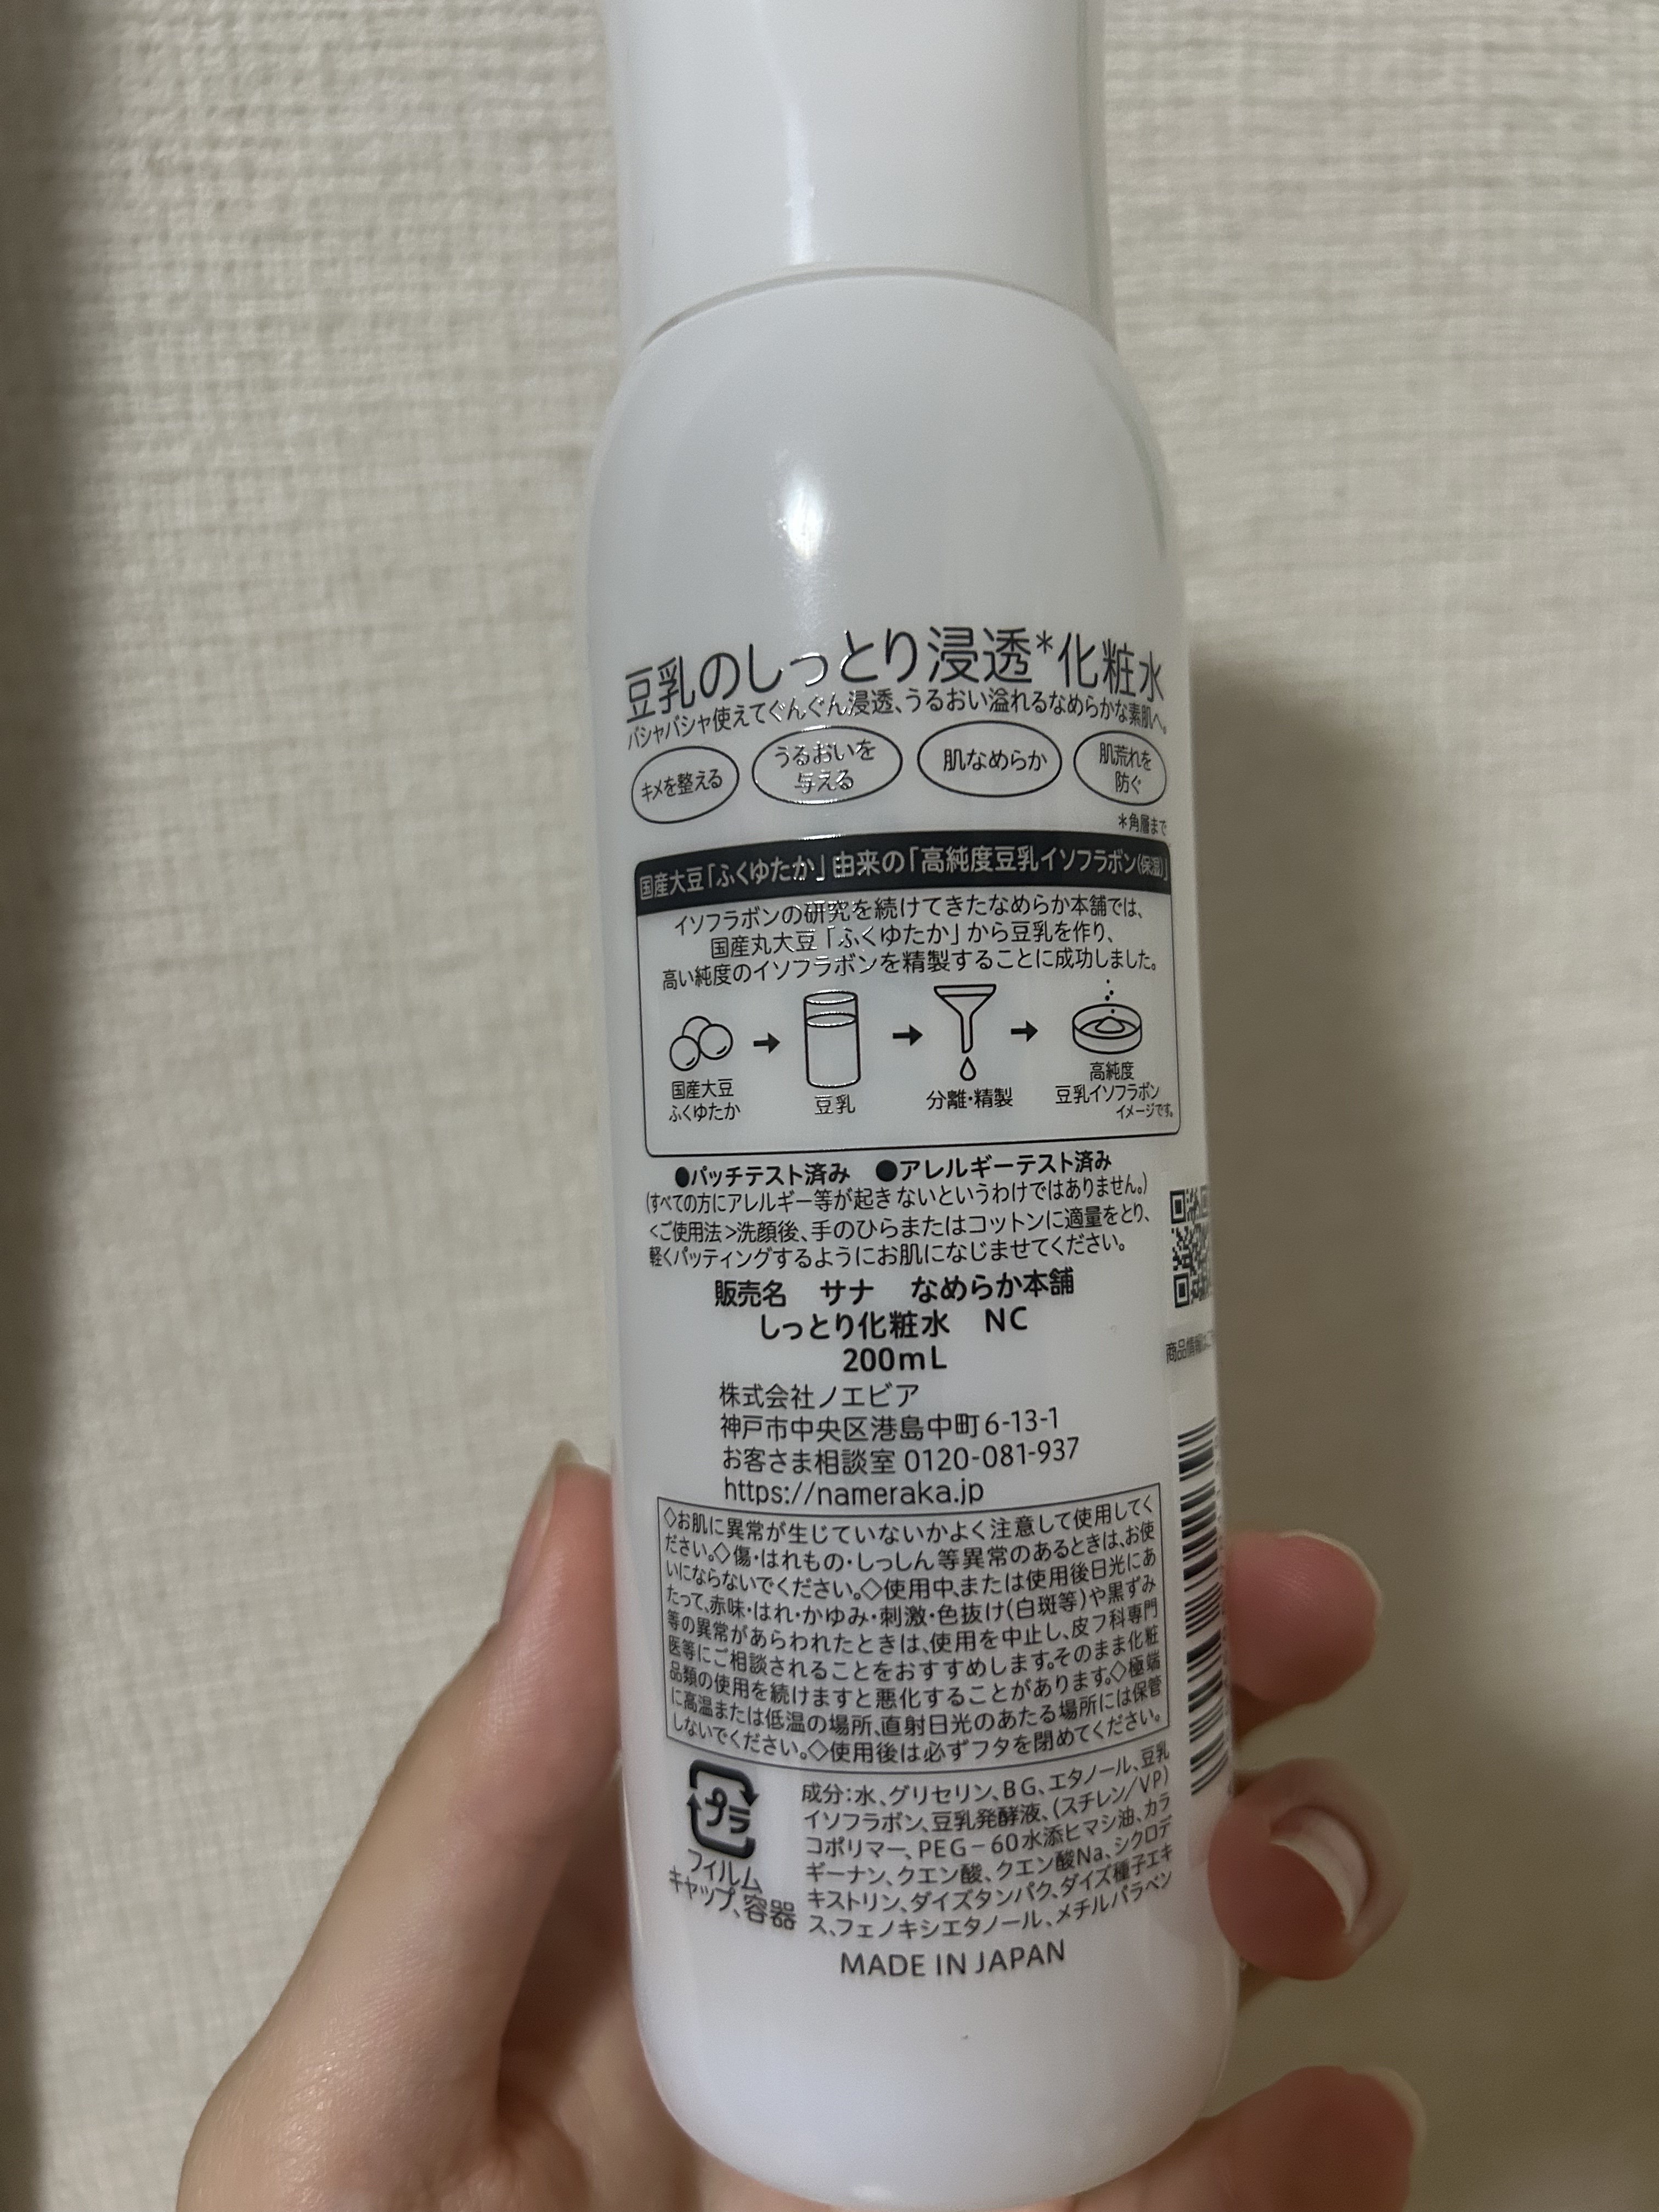 豆乳のしっとり浸透*化粧水
バシャバシャ使えてぐんぐん浸透、うるおい溢れるなめらかな素肌へ。
キメを整える
うるおいを
与える
肌なめらか
肌荒れを
防ぐ
*角層まで
国産大豆「ふくゆたか」由来の「高純度豆乳イソフラボン(保湿)」
イソフラボンの研究を続けてきたなめらか本舗では、
国産丸大豆「ふくゆたか」から豆乳を作り、
高い純度のイソフラボンを精製することに成功しました。
国産大豆
ふくゆたか
豆乳
分離・精製
高純度
豆乳イソフラボン
イメージです。
●パッチテスト済み ●アレルギーテスト済み
(すべての方にアレルギー等が起きないというわけではありません。)
<ご使用法>洗顔後、手のひらまたはコットンに適量をとり、
軽くパッティングするようにお肌になじませてください。
販売名 サナ なめらか本舗
しっとり化粧水 NC
200mL
株式会社ノエビア
神戸市中央区港島中町6-13-1
お客さま相談室 0120-081-937
https://nameraka.jp
◇お肌に異常が生じていないかよく注意して使用してく
ださい。◇傷・はれもの・しっしん等異常のあるときは、お使
いにならないでください。◇使用中、または使用後日光にあ
たって、赤味・はれ・かゆみ・刺激・色抜け(白斑等)や黒ずみ
等の異常があらわれたときは、使用を中止し、皮フ科専門
医等にご相談されることをおすすめします。そのまま化粧
品類の使用を続けますと悪化することがあります。◇極端
に高温または低温の場所、直射日光のあたる場所には保管
しないでください。◇使用後は必ずフタを閉めてください。
プラ
フィルム
キャップ、容器
成分：水、グリセリン、BG、エタノール、豆乳
イソフラボン、豆乳発酵液、(スチレン/VP)
コポリマー、PEG-60水添ヒマシ油、カラ
ギーナン、クエン酸、クエン酸Na、シクロデ
キストリン、ダイズタンパク、ダイズ種子エキ
ス、フェノキシエタノール、メチルパラベン
MADE IN JAPAN
商品情報